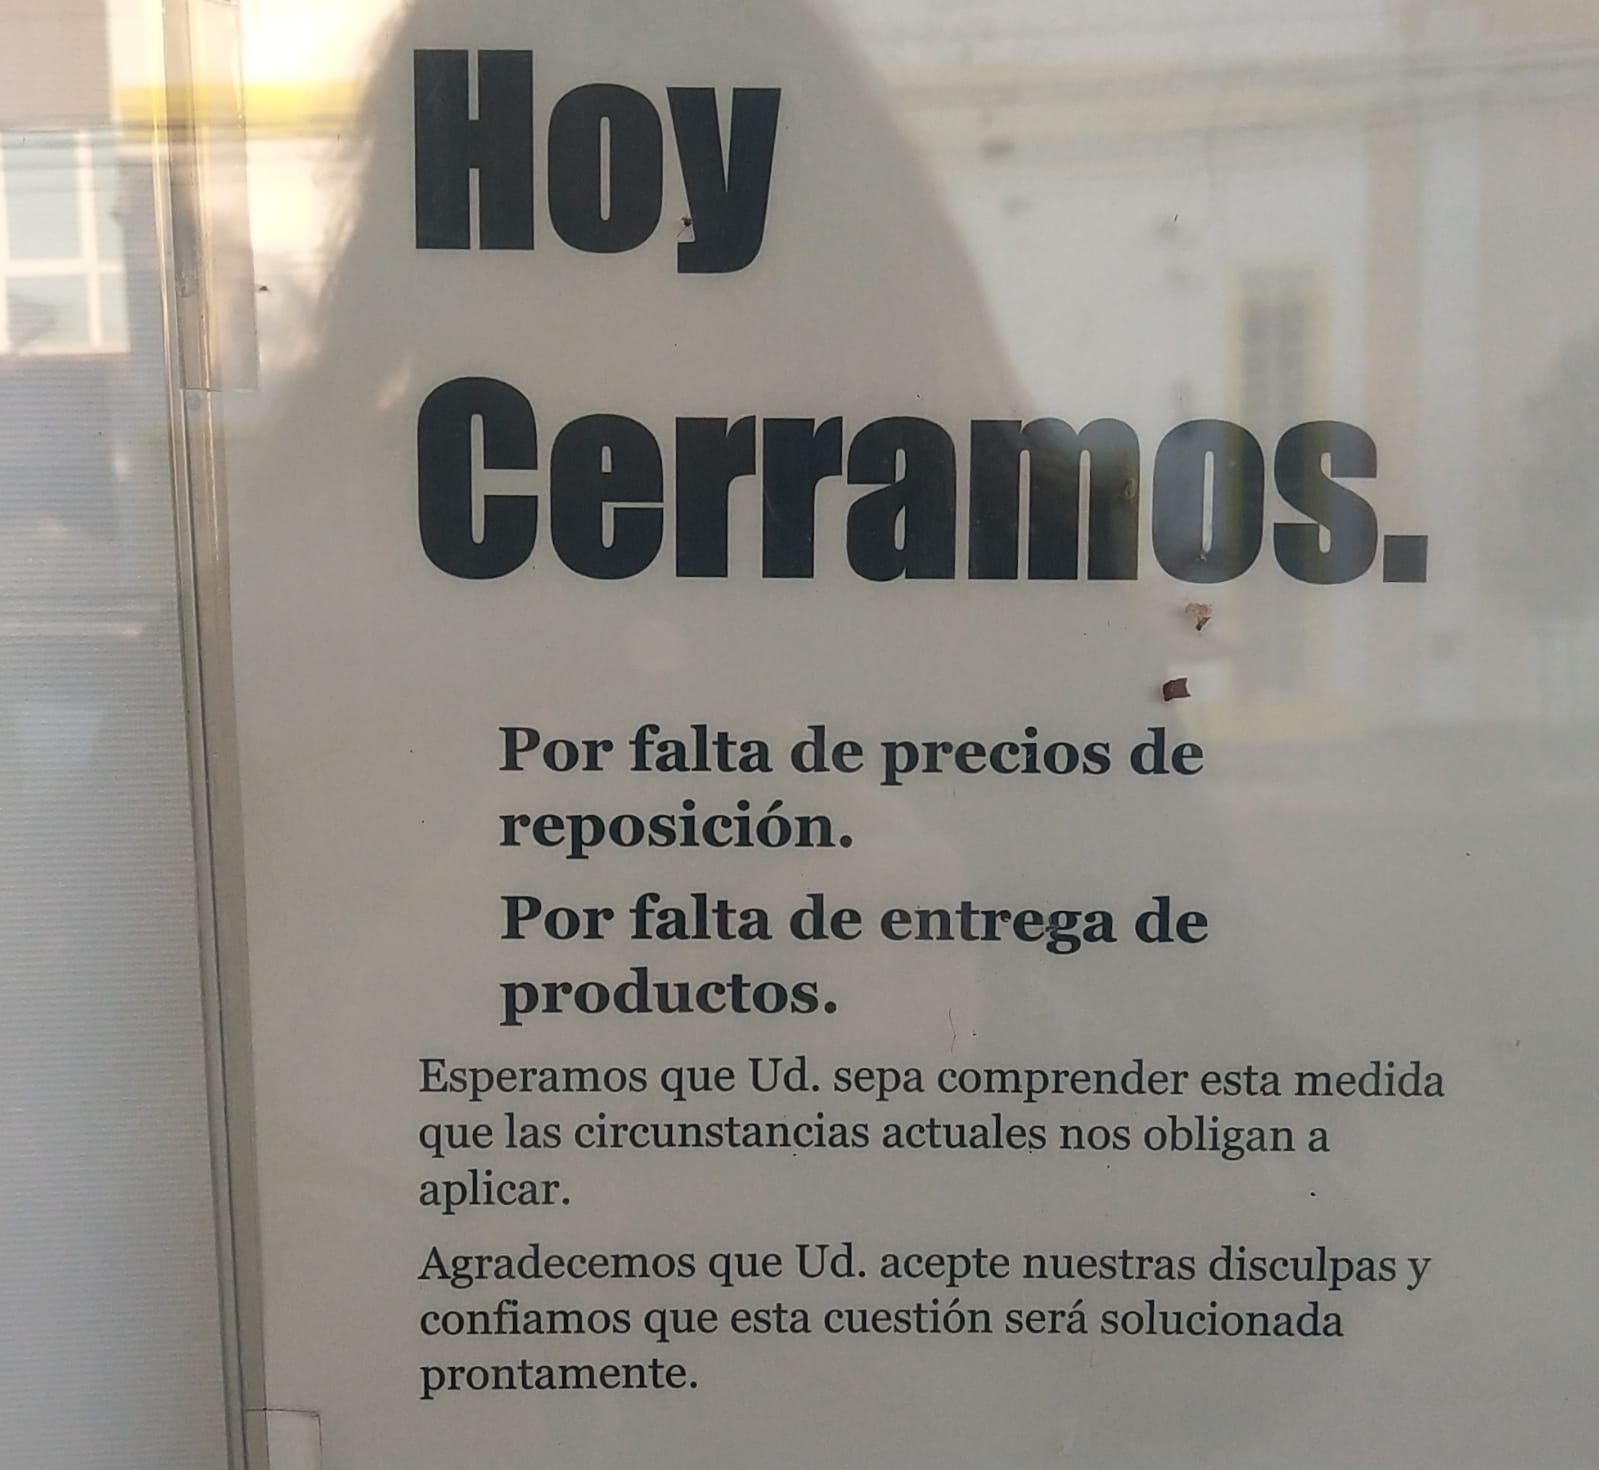 Hoy
Cerramos.
Por falta de precios de
reposición.
Por falta de entrega de
productos.
Esperamos que Ud. sepa comprender esta medida
que las circunstancias actuales nos obligan a
aplicar.
Agradecemos que Ud. acepte nuestras disculpas y
confiamos que esta cuestión será solucionada
prontamente.